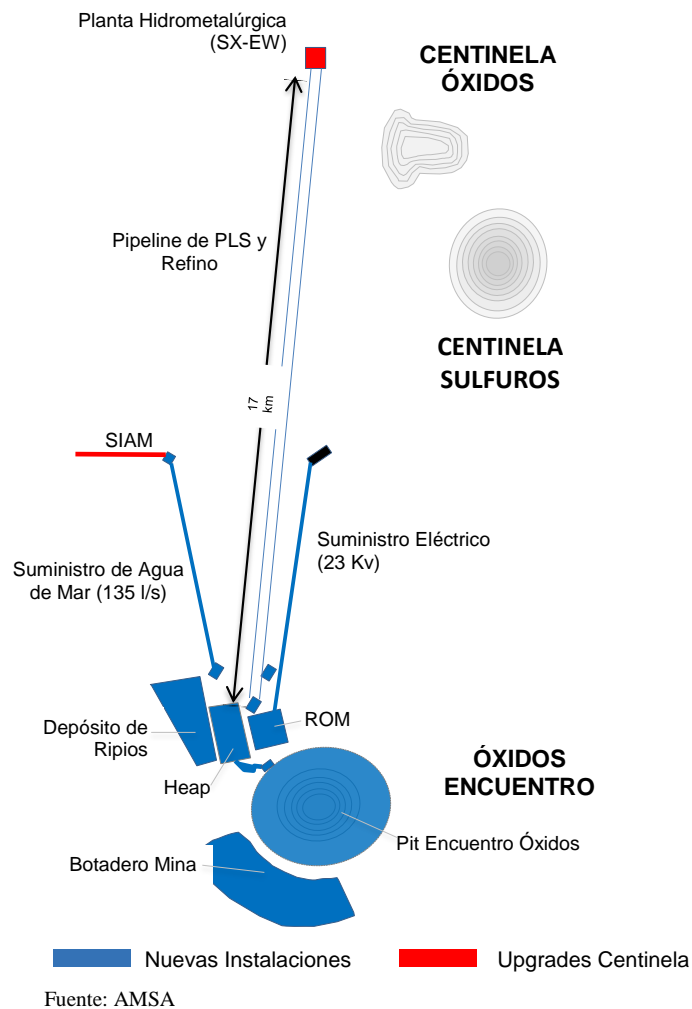 Planta Hidrometalúrgica
(SX-EW)
CENTINELA
ÓXIDOS
Pipeline de PLS y
Refino
CENTINELA
SULFUROS
17
km
SIAM
Suministro Eléctrico
(23 Kv)
Suministro de Agua
de Mar (135 l/s)
Depósito de
Ripios
ROM
Heap
ÓXIDOS
ENCUENTRO
Pit Encuentro Óxidos
Botadero Mina
Nuevas Instalaciones
Upgrades Centinela
Fuente: AMSA